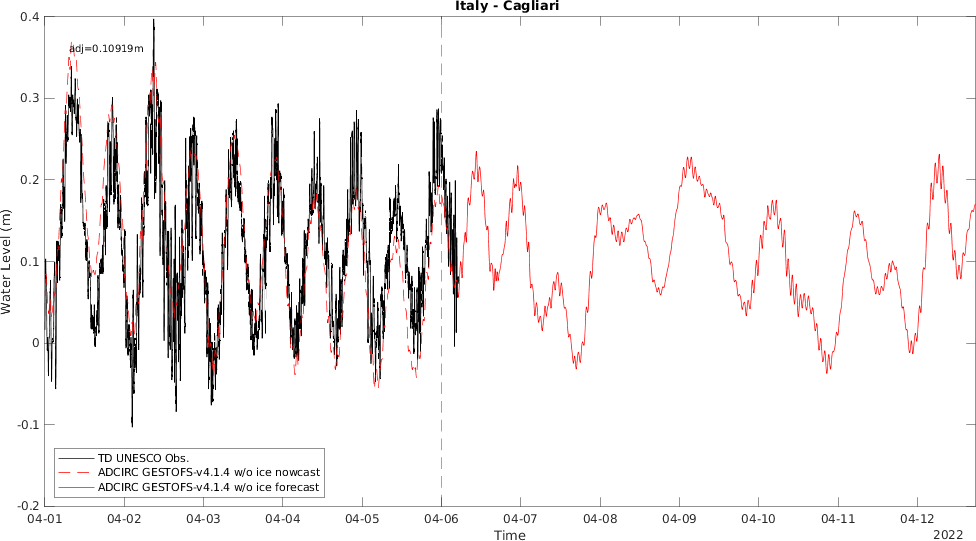 Italy - Cagliari
adj=0.10919m
0.4
0.3
0.2
0.1
0
-0.1
-0.2
Water Level (m)
TD UNESCO Obs.
ADCIRC GESTOFS-v4.1.4 w/o ice nowcast
ADCIRC GESTOFS-v4.1.4 w/o ice forecast
04-01 04-02 04-03 04-04 04-05 04-06 04-07 04-08 04-09 04-10 04-11 04-12
Time
2022